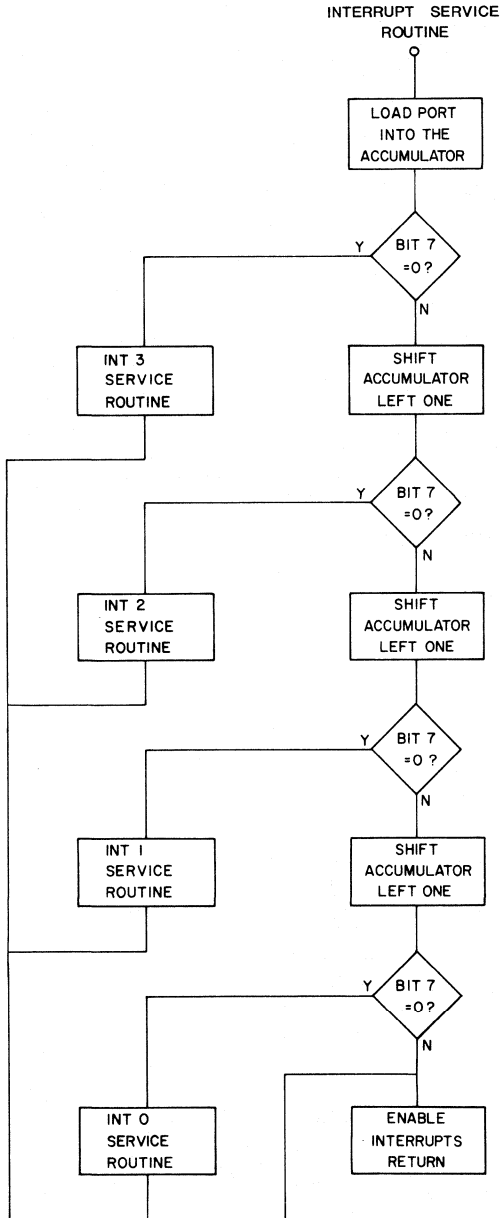 INTERRUPT SERVICE
ROUTINE
LOAD PORT
INTO THE
ACCUMULATOR
BIT 7
=0?
Y
N
INT 3
SERVICE
ROUTINE
SHIFT
ACCUMULATOR
LEFT ONE
BIT 7
=0?
Y
N
INT 2
SERVICE
ROUTINE
SHIFT
ACCUMULATOR
LEFT ONE
BIT 7
=0?
Y
N
INT 1
SERVICE
ROUTINE
SHIFT
ACCUMULATOR
LEFT ONE
BIT 7
=0?
Y
N
INT 0
SERVICE
ROUTINE
ENABLE
INTERRUPTS
RETURN